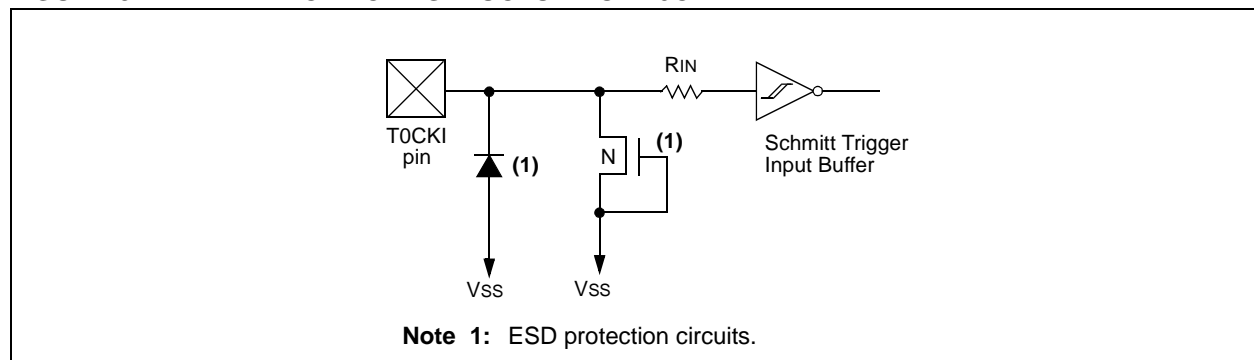 RIN
T0CKI
pin
(1)
N
(1)
Schmitt Trigger
Input Buffer
VSS
VSS
Note 1: ESD protection circuits.